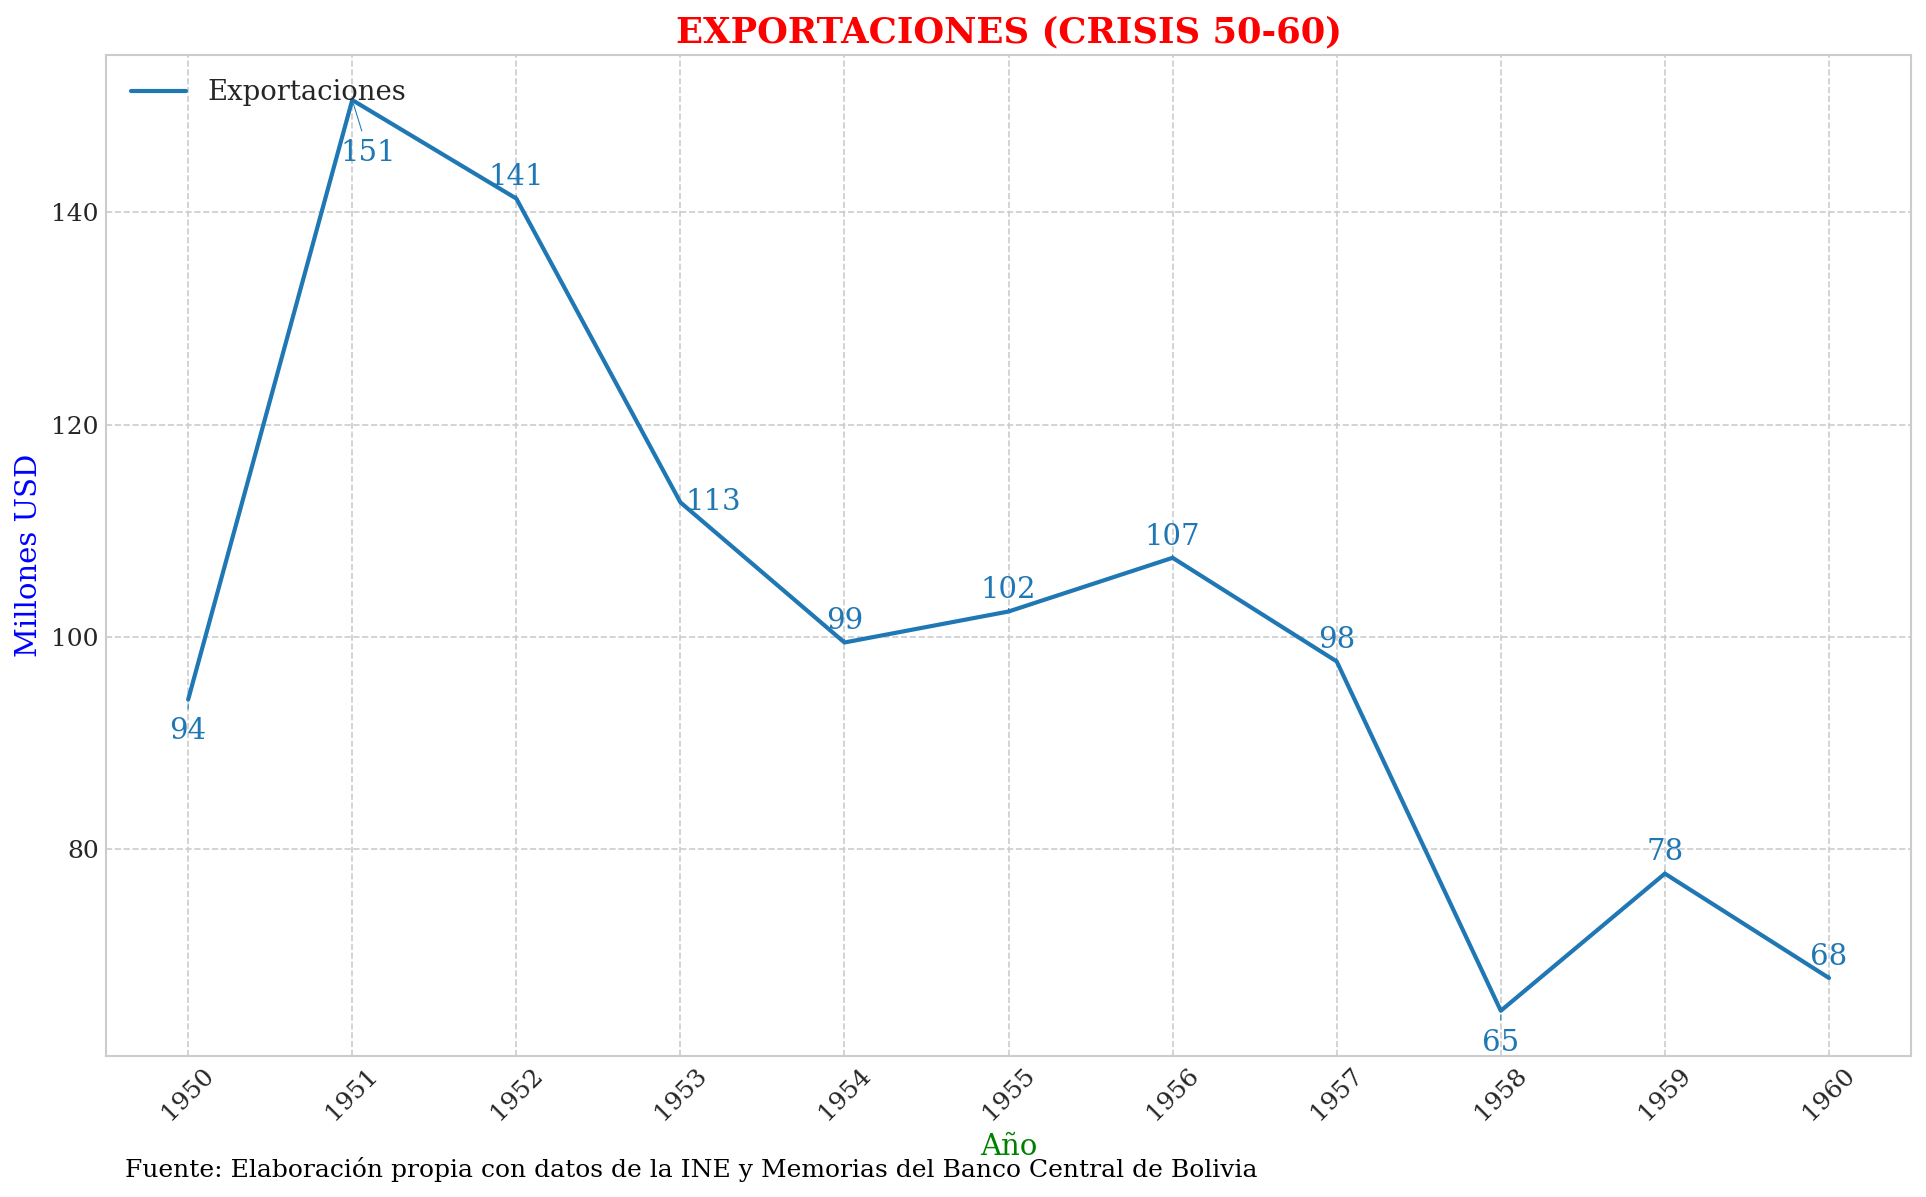 EXPORTACIONES (CRISIS 50-60)
Exportaciones
151
141
140
120
113
107
102
99
98
100
94
80
78
68
65
Millones USD
1950 1951 1952 1953 1954 1955 1956 1957 1958 1959 1960
Año
Fuente: Elaboración propia con datos de la INE y Memorias del Banco Central de Bolivia